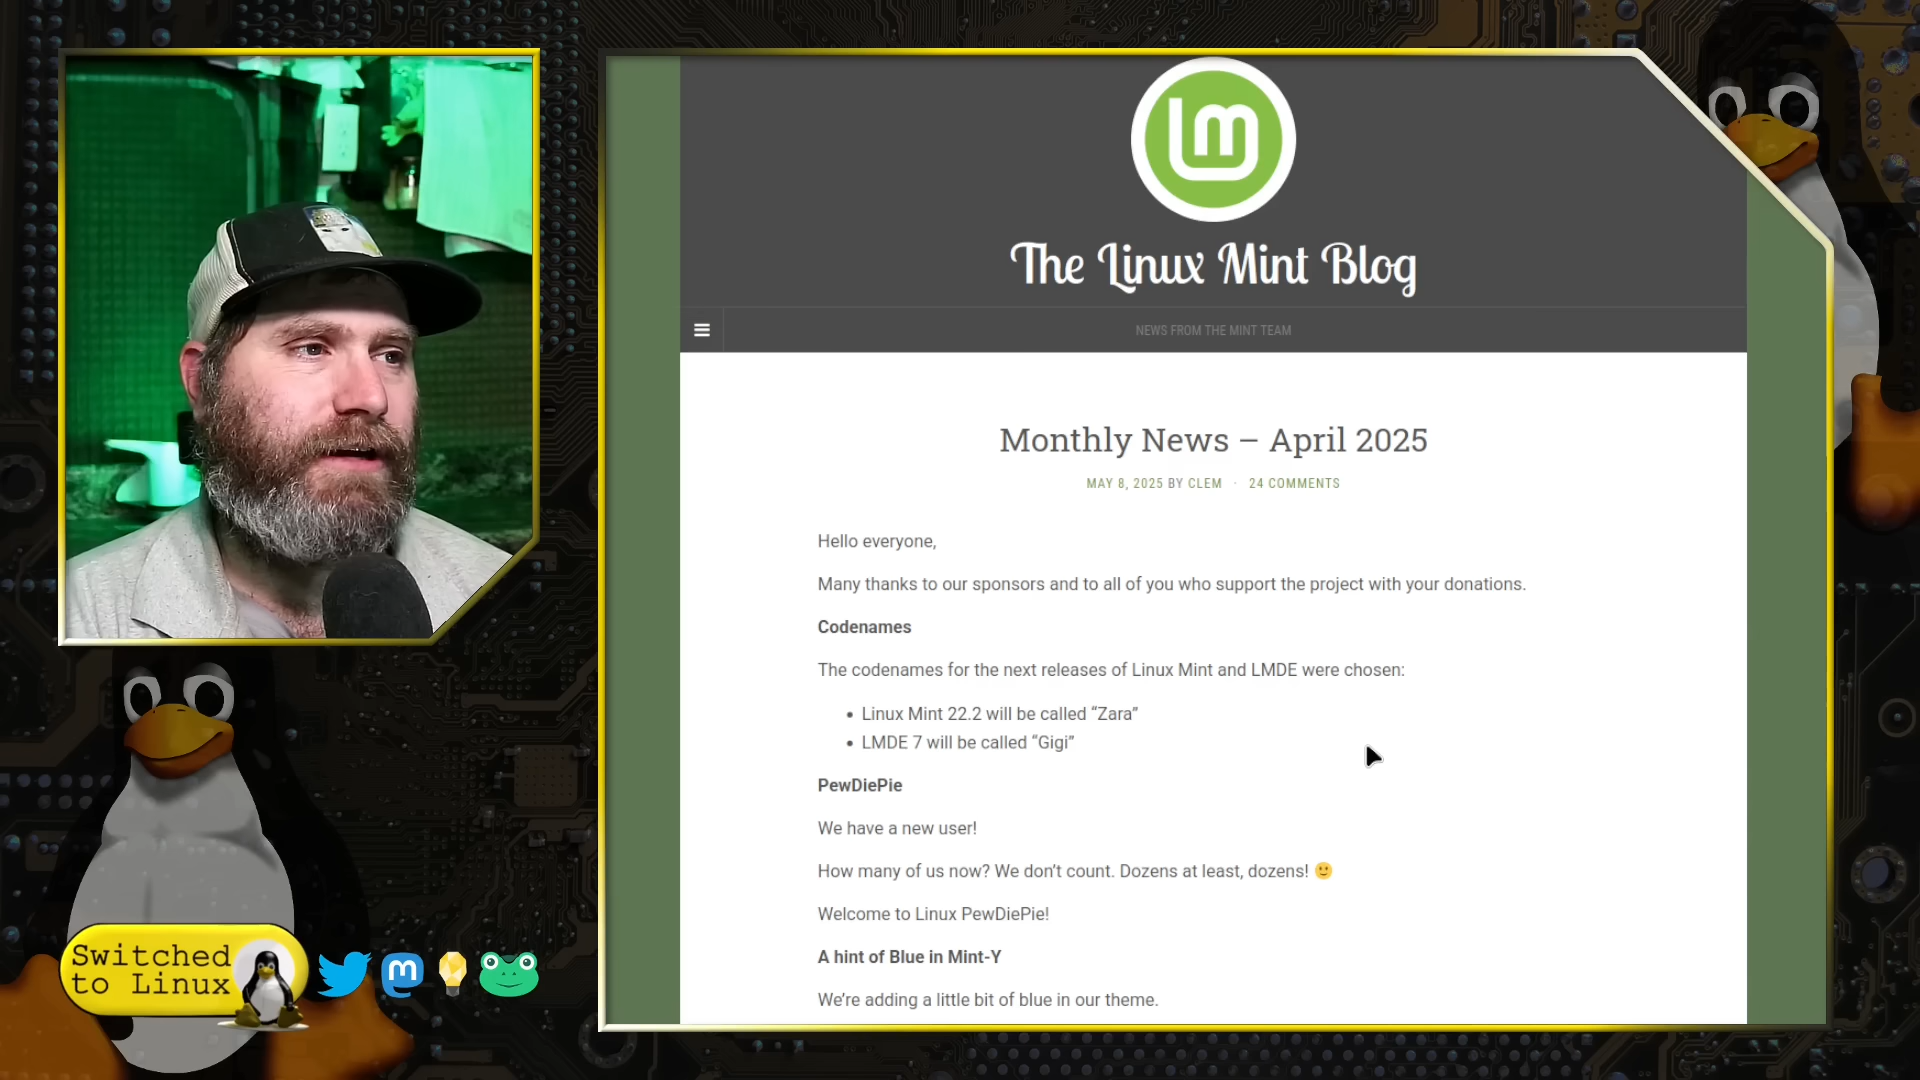 The Linux Mint Blog
NEWS FROM THE MINT TEAM
Monthly News – April 2025
MAY 8, 2025 BY CLEM · 24 COMMENTS
Hello everyone,
Many thanks to our sponsors and to all of you who support the project with your donations.
Codenames
The codenames for the next releases of Linux Mint and LMDE were chosen:
• Linux Mint 22.2 will be called “Zara”
• LMDE 7 will be called “Gigi”
PewDiePie
We have a new user!
How many of us now? We don’t count. Dozens at least, dozens! 🙂
Welcome to Linux PewDiePie!
A hint of Blue in Mint-Y
We’re adding a little bit of blue in our theme.
Switched
to Linux